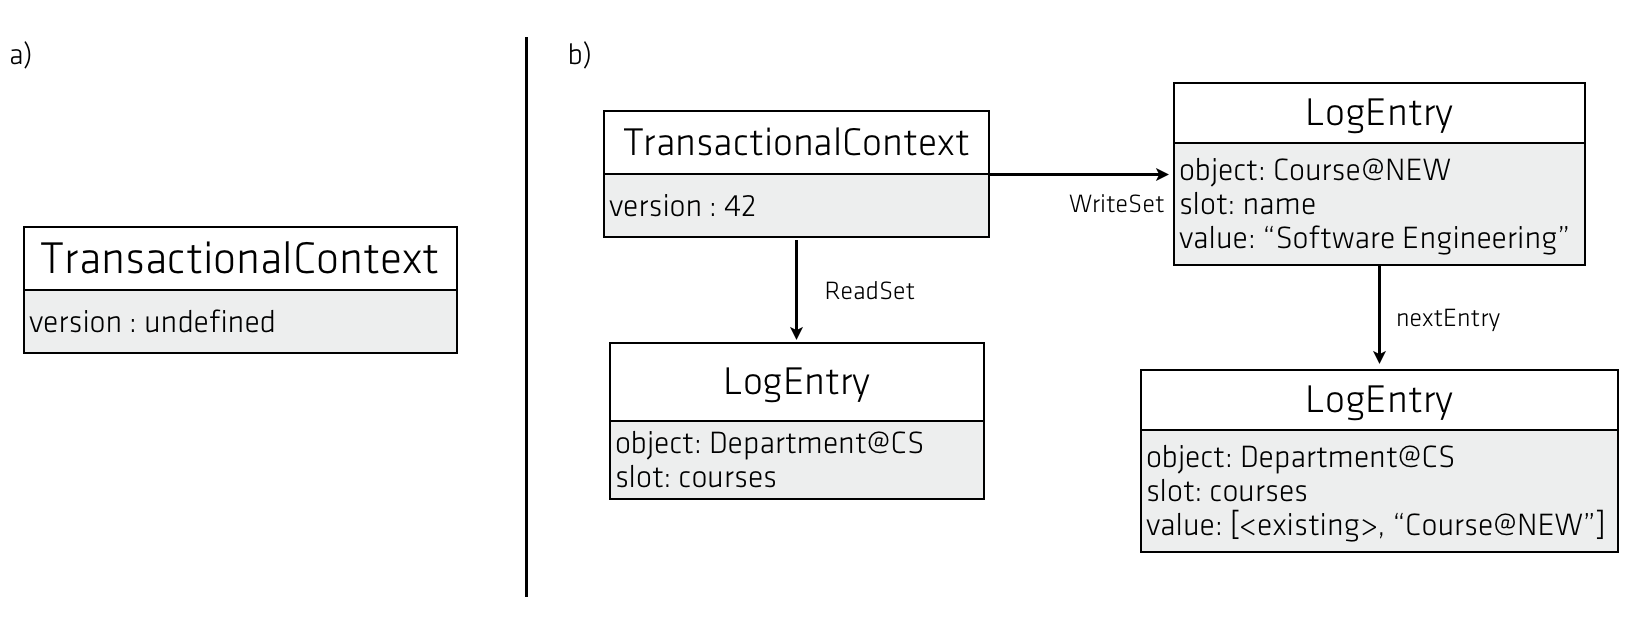 a)
TransactionalContext
version : undefined
b)
TransactionalContext
version : 42
WriteSet
ReadSet
LogEntry
object: Department@CS
slot: courses
LogEntry
object: Course@NEW
slot: name
value: “Software Engineering”
nextEntry
LogEntry
object: Department@CS
slot: courses
value: [<existing>, “Course@NEW”]